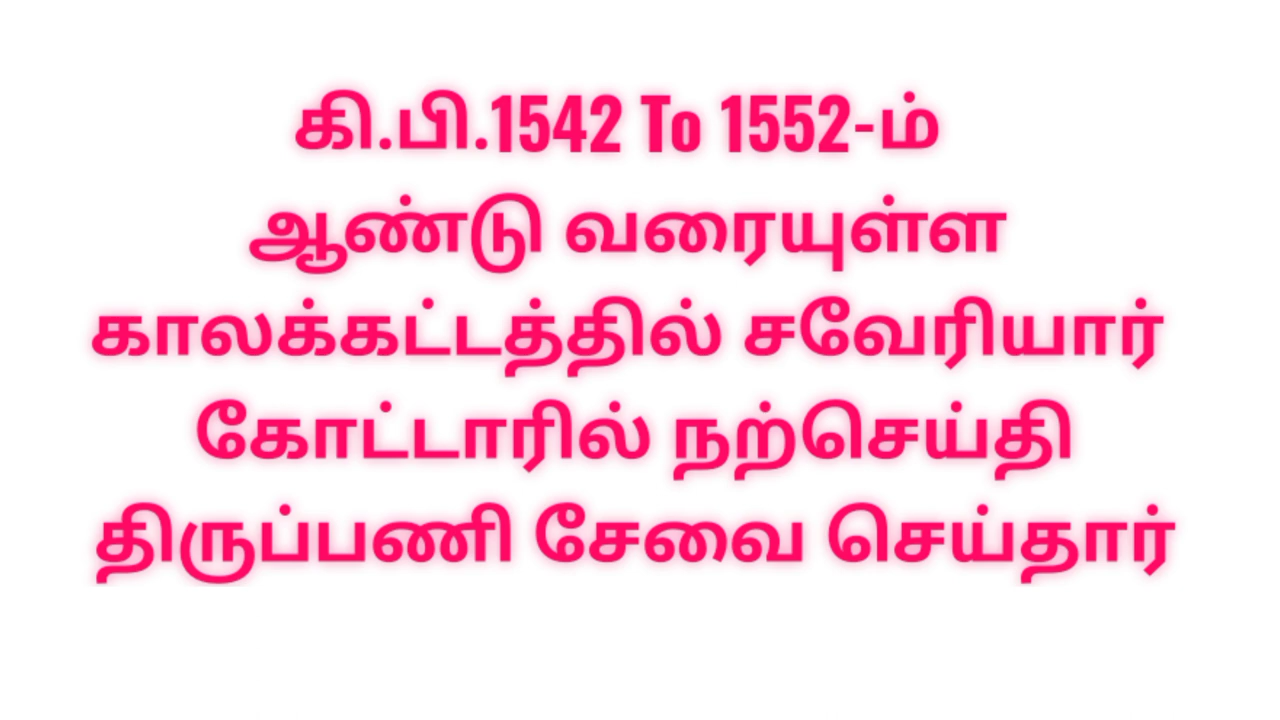 கி.பி.1542 To 1552-ம்
ஆண்டு வரையுள்ள
காலக்கட்டத்தில் சவேரியார்
கோட்டாரில் நற்செய்தி
திருப்பணி சேவை செய்தார்